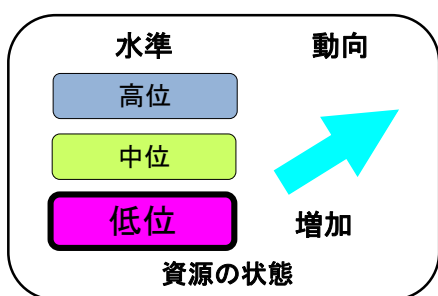 水準 動向
高位
中位
低位
増加
資源の状態